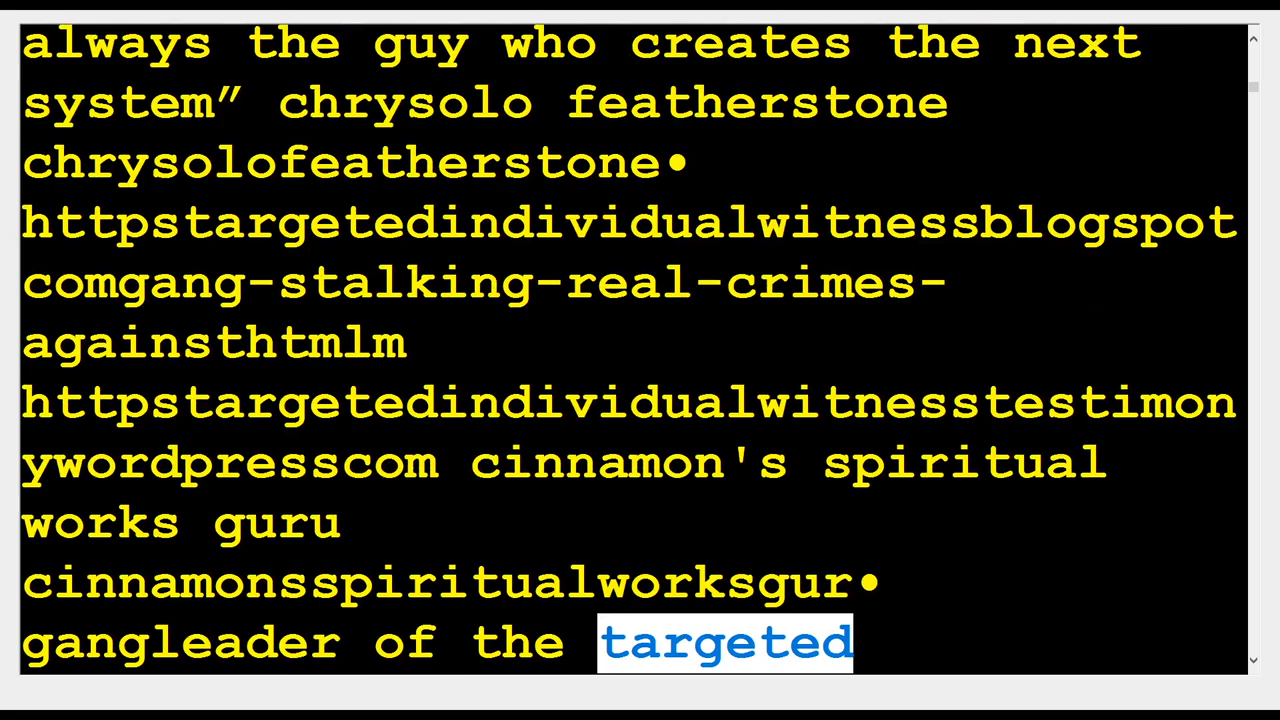 always the guy who creates the next
system” chrysolo featherstone
chrysolofeatherstone•
httpstargetedindividualwitnessblogspot
comgang-stalking-real-crimes-
againsthtmlm
httpstargetedindividualwitnesstestimon
ywordpresscom cinnamon's spiritual
works guru
cinnamonsspiritualworksgur•
gangleader of the targeted